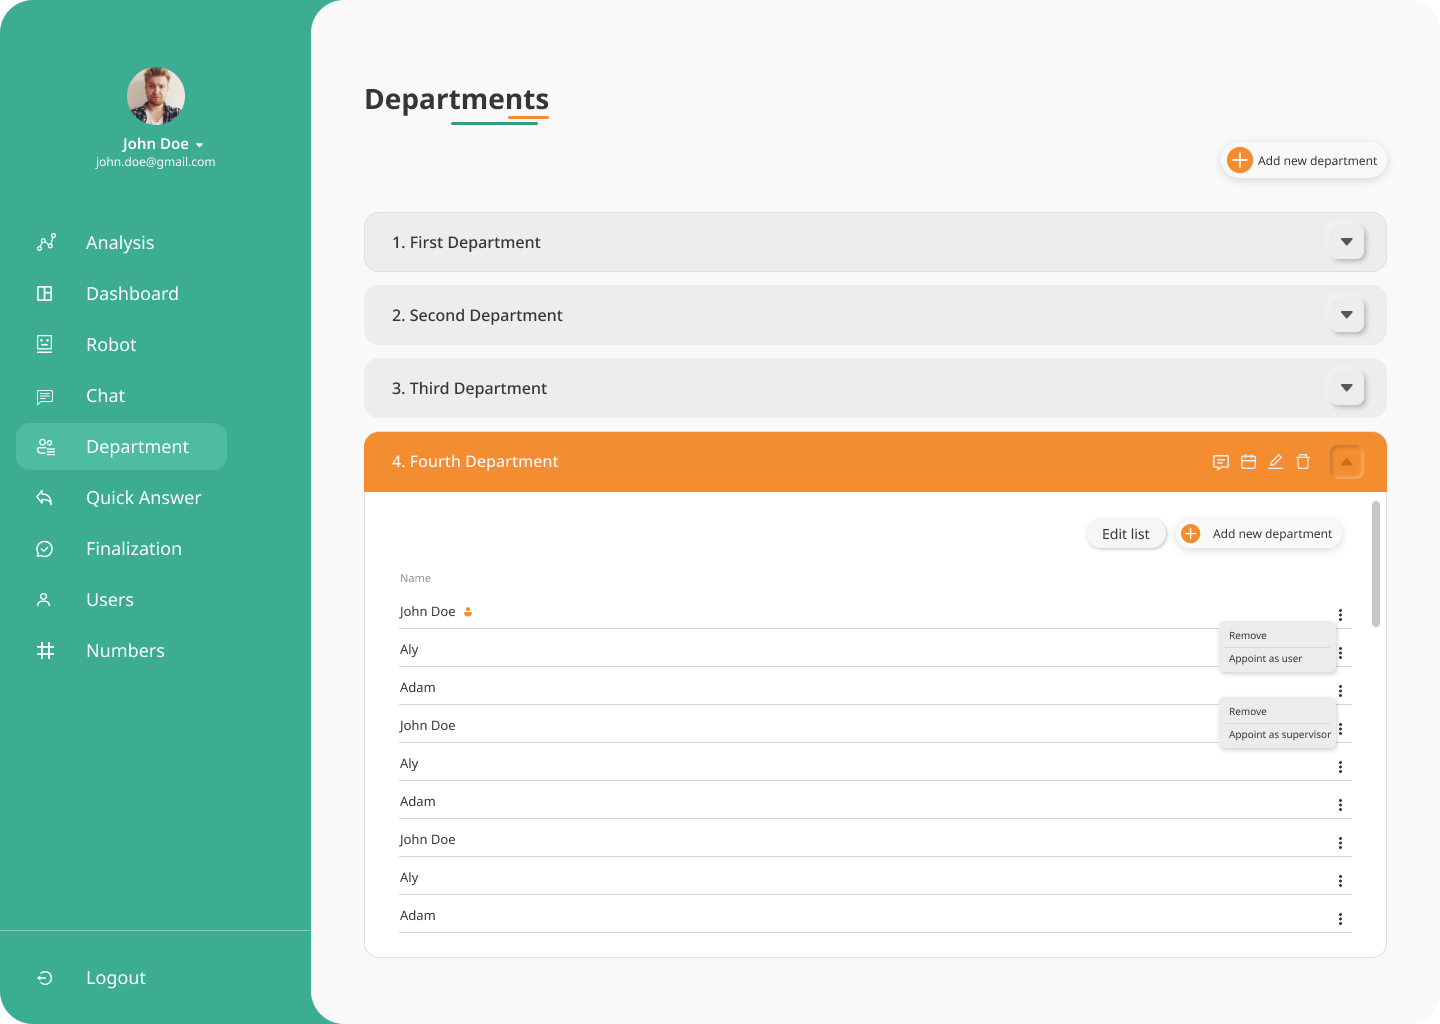 John Doe
john.doe@gmail.com
Analysis
Dashboard
Robot
Chat
Department
Quick Answer
Finalization
Users
Numbers
Logout
Departments
Add new department
1. First Department
2. Second Department
3. Third Department
4. Fourth Department
Edit list
Add new department
Name
John Doe
Remove
Aly
Appoint as user
Adam
Remove
John Doe
Appoint as supervisor
Aly
Adam
John Doe
Aly
Adam